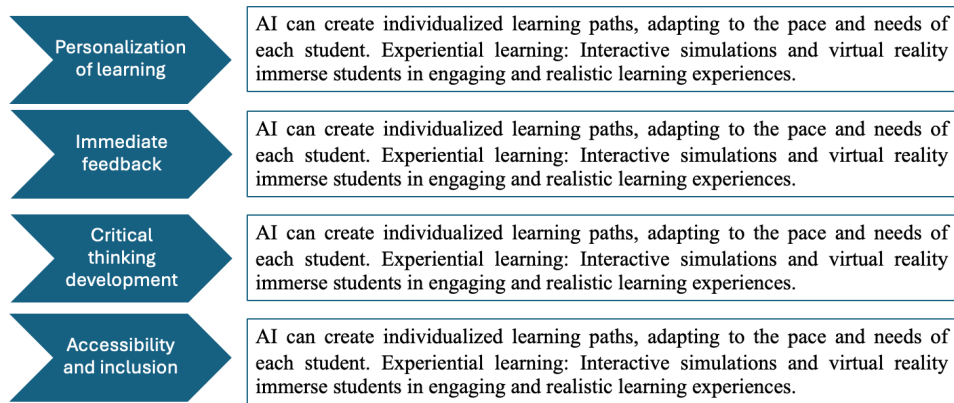 Personalization
of learning
AI can create individualized learning paths, adapting to the pace and needs of
each student. Experiential learning: Interactive simulations and virtual reality
immerse students in engaging and realistic learning experiences.
Immediate
feedback
AI can create individualized learning paths, adapting to the pace and needs of
each student. Experiential learning: Interactive simulations and virtual reality
immerse students in engaging and realistic learning experiences.
Critical
thinking
development
AI can create individualized learning paths, adapting to the pace and needs of
each student. Experiential learning: Interactive simulations and virtual reality
immerse students in engaging and realistic learning experiences.
Accessibility
and inclusion
AI can create individualized learning paths, adapting to the pace and needs of
each student. Experiential learning: Interactive simulations and virtual reality
immerse students in engaging and realistic learning experiences.